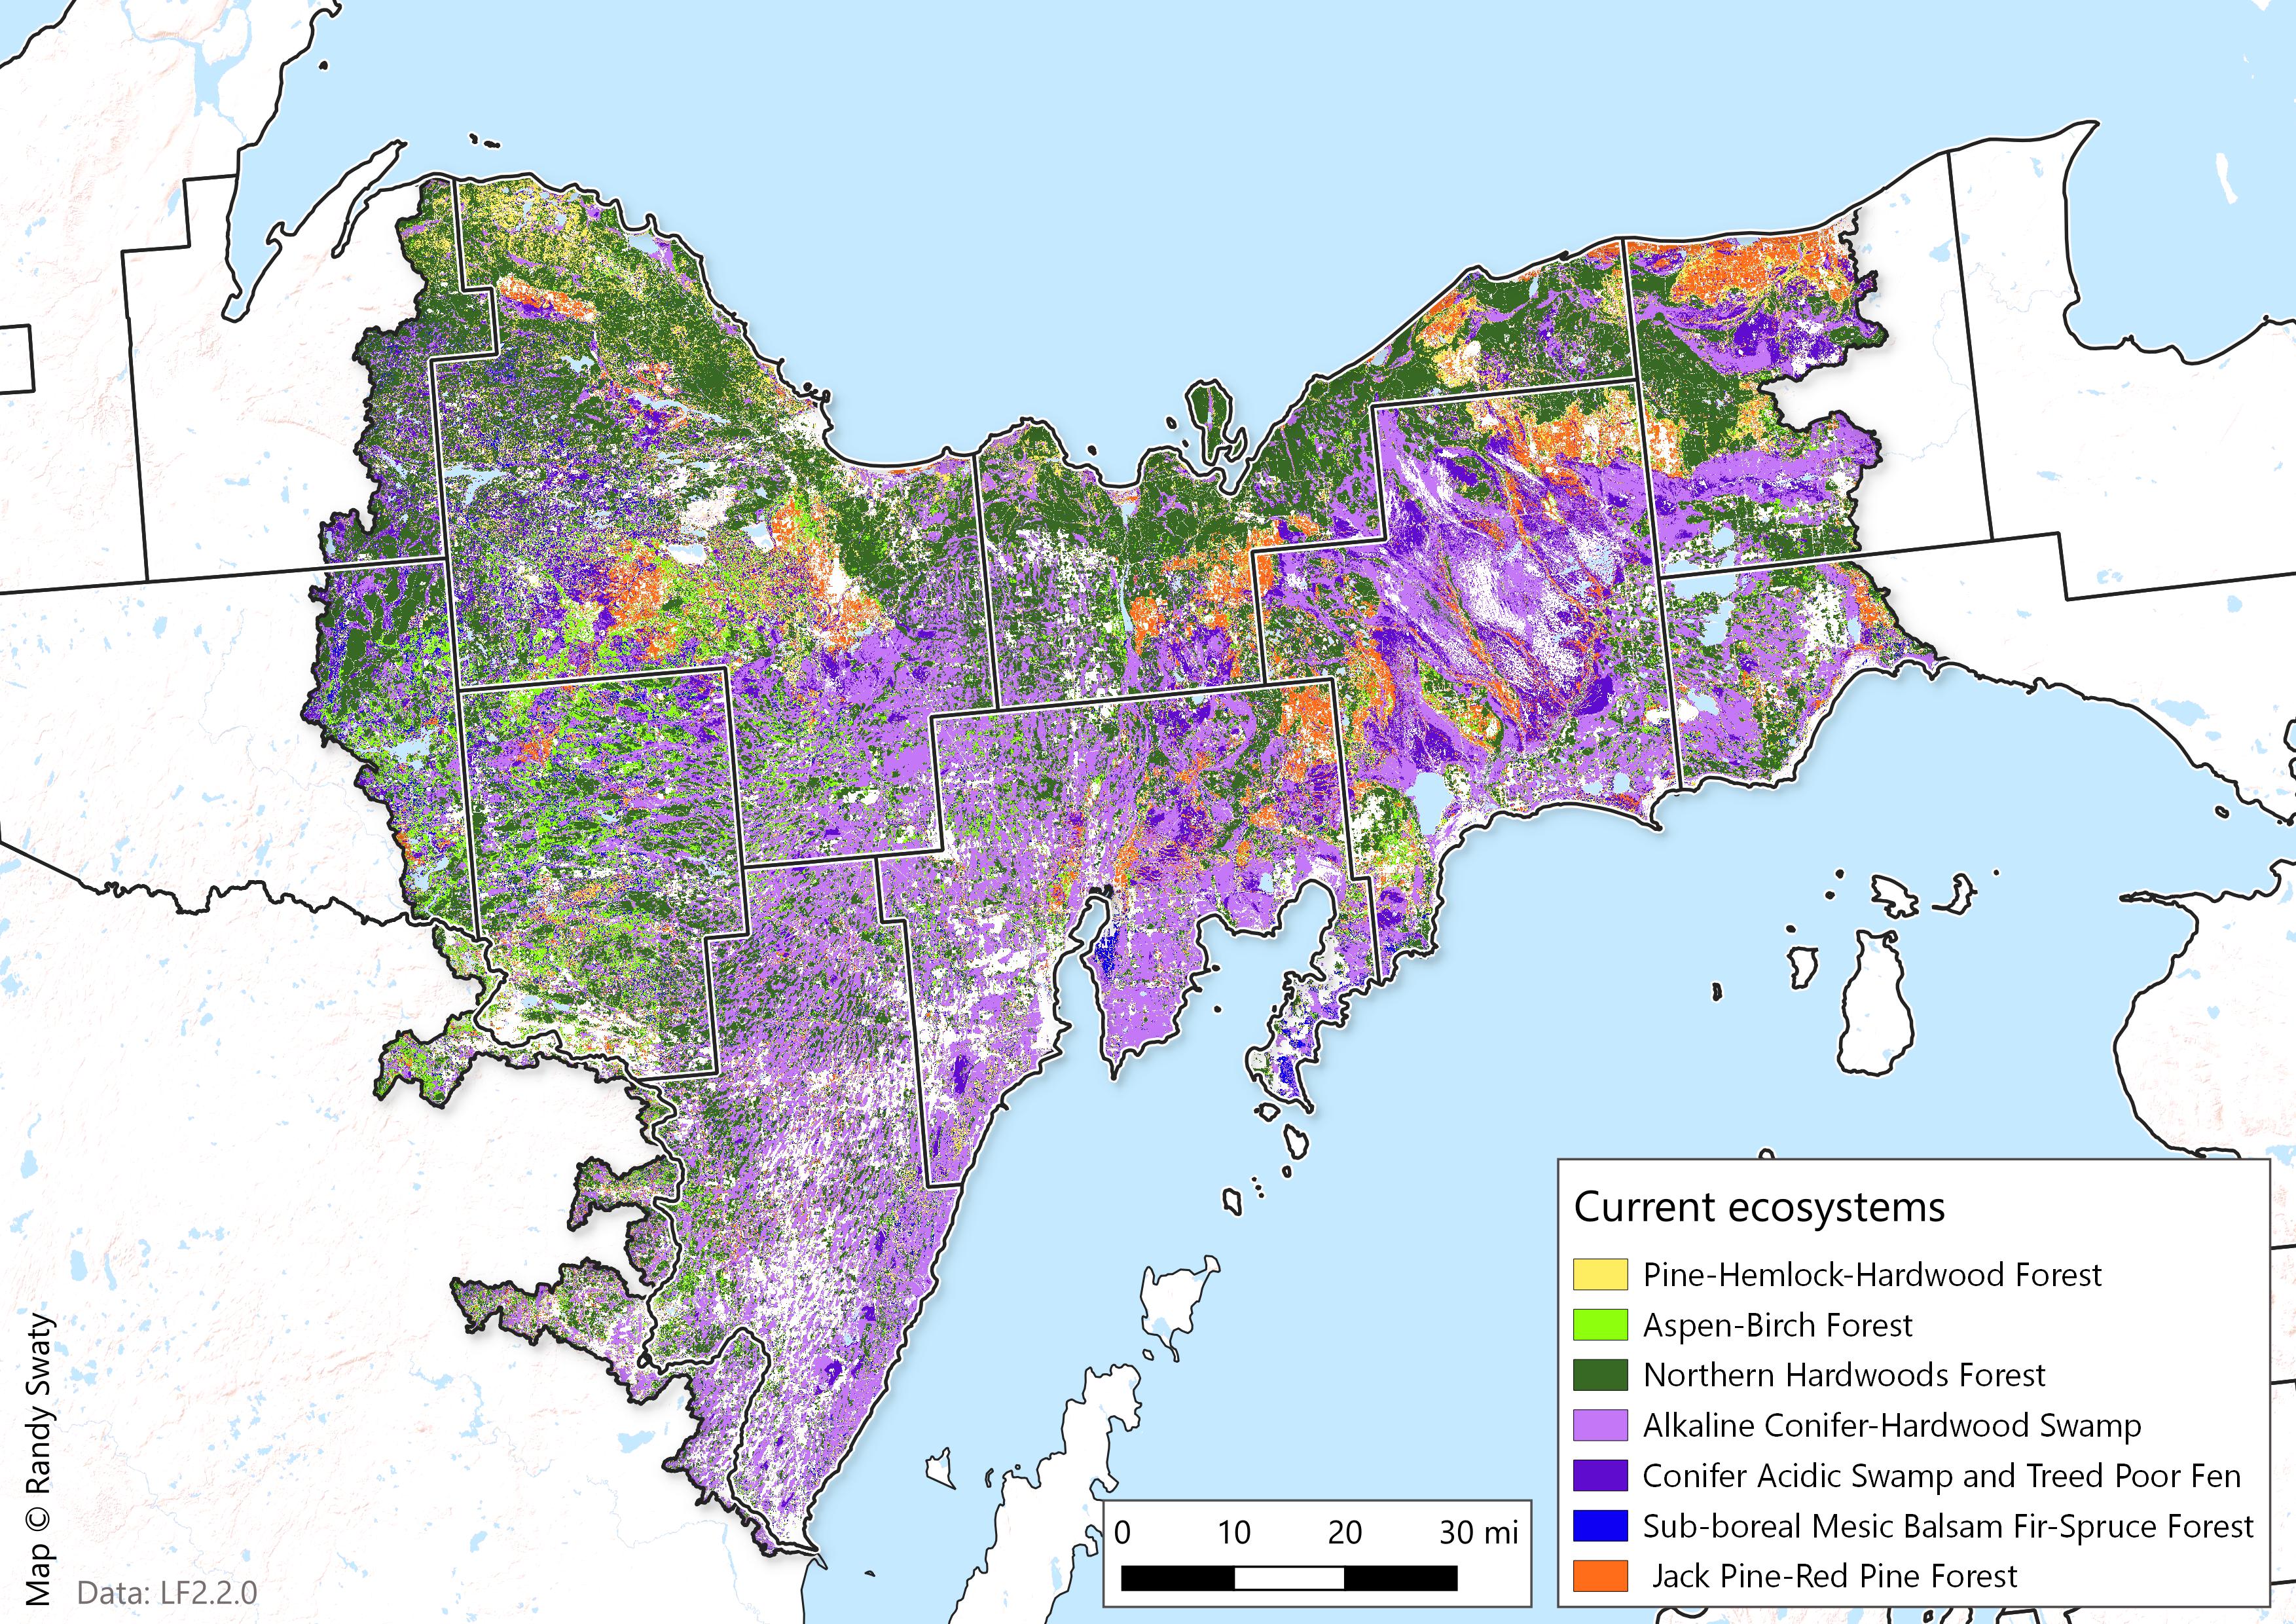 Current ecosystems
Pine-Hemlock-Hardwood Forest
Aspen-Birch Forest
Northern Hardwoods Forest
Alkaline Conifer-Hardwood Swamp
Conifer Acidic Swamp and Treed Poor Fen
Sub-boreal Mesic Balsam Fir-Spruce Forest
Jack Pine-Red Pine Forest
0 10 20 30 mi
Map © Randy Swaty
Data: LF2.2.0